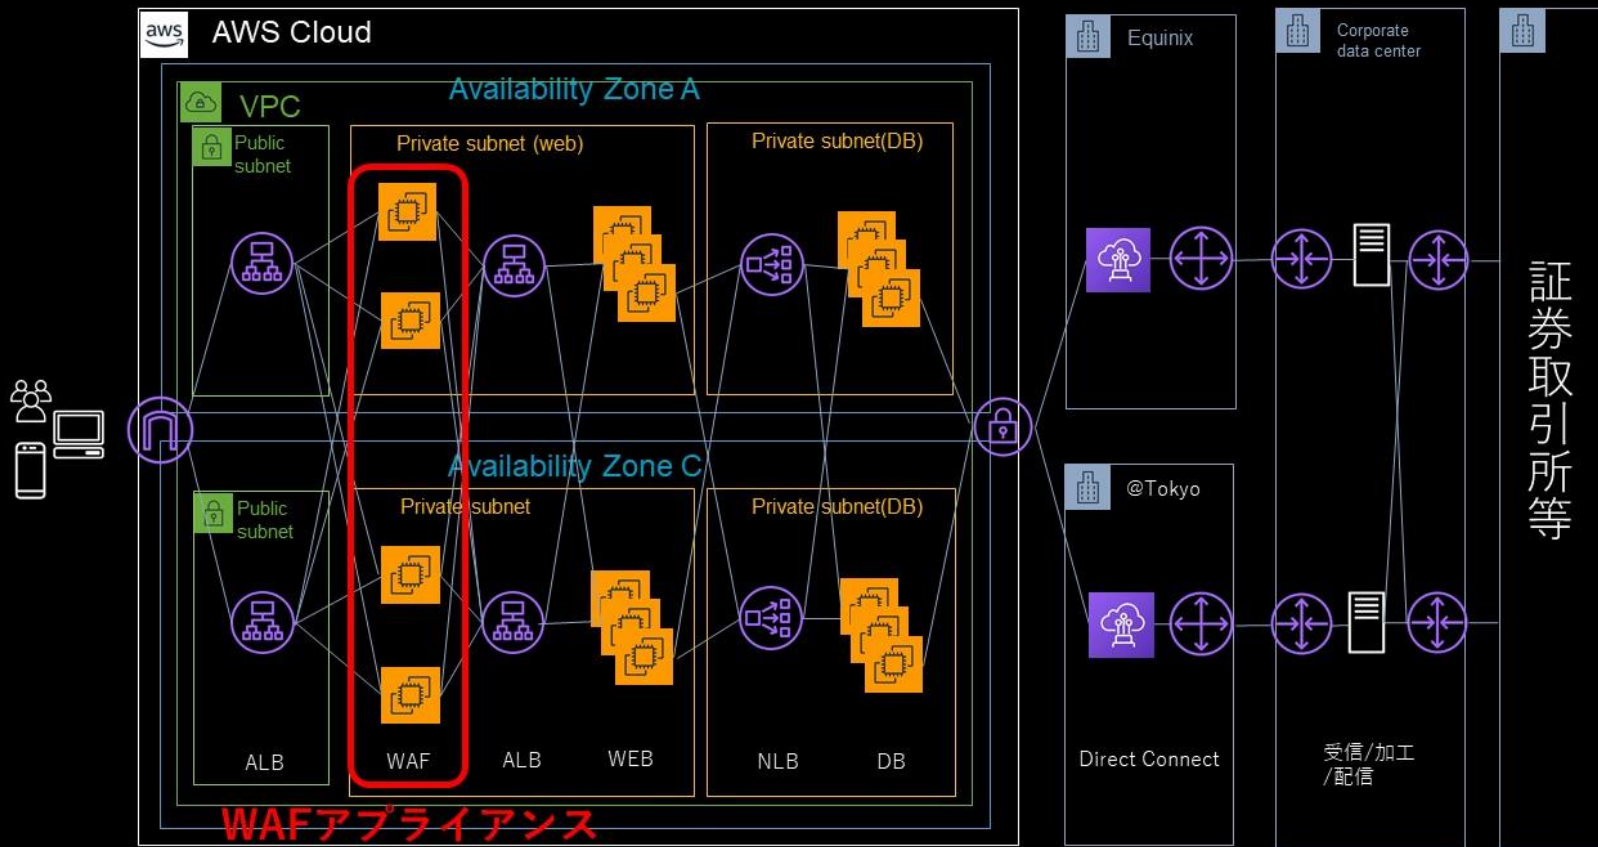 aws
AWS Cloud
Availability Zone A
VPC
Public
subnet
Private subnet (web)
Private subnet(DB)
Availability Zone C
Public
subnet
Private subnet
Private subnet(DB)
ALB
WAF
ALB
WEB
NLB
DB
WAFアプライアンス
Equinix
@Tokyo
Direct Connect
Corporate
data center
受信/加工
/配信
証券取引所等